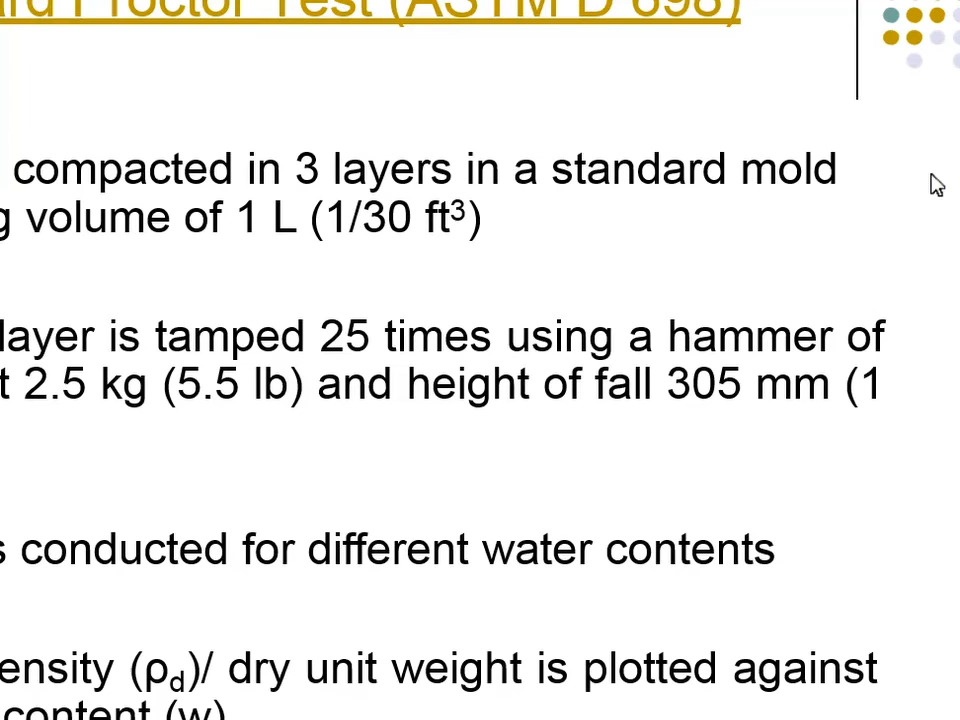 Proctor Test (ASTM D 698)
compacted in 3 layers in a standard mold
volume of 1 L (1/30 ft³)
layer is tamped 25 times using a hammer of
2.5 kg (5.5 lb) and height of fall 305 mm (1
conducted for different water contents
ensity (ρd)/ dry unit weight is plotted against
content (w)